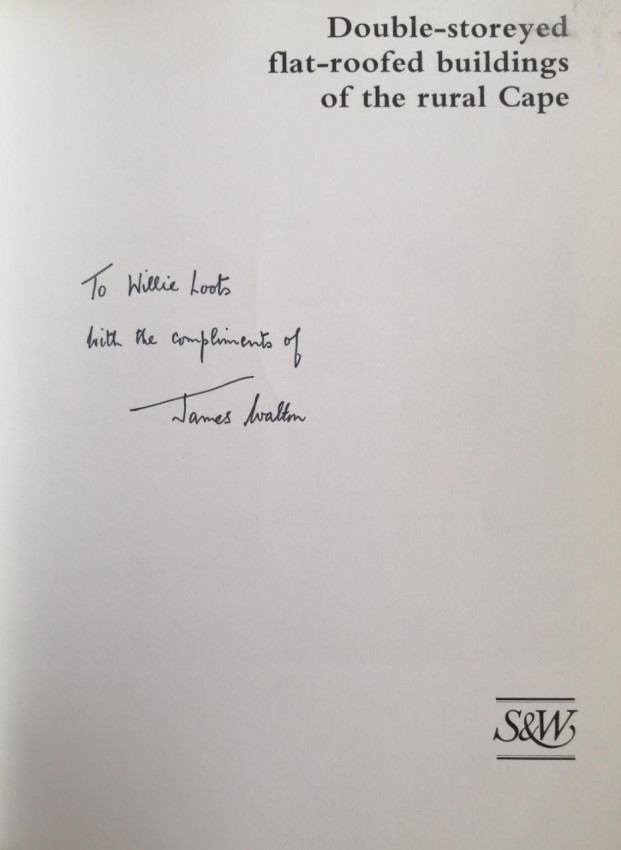 Double-storeyed
flat-roofed buildings
of the rural Cape
To Willie Loots
with the compliments of
James Walton
S&W